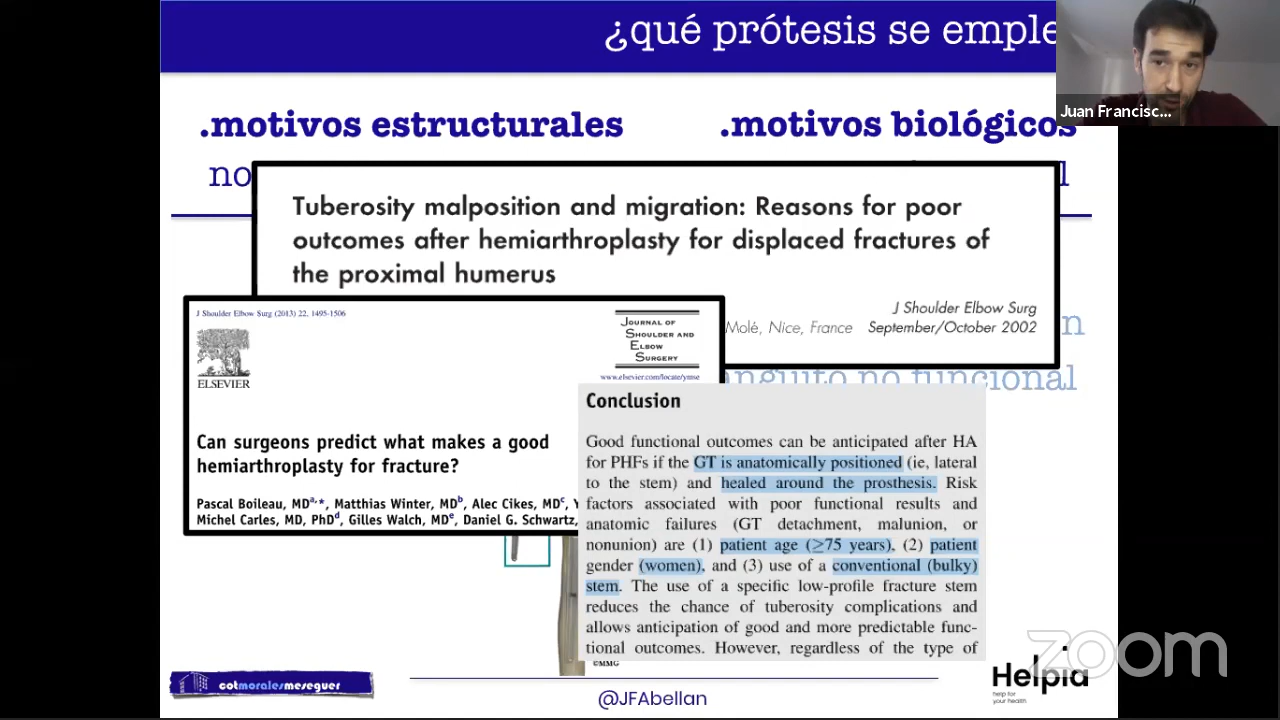 ¿qué prótesis se emple
Juan Francisc...
.motivos estructurales
.motivos biológicos
no
Tuberosity malposition and migration: Reasons for poor
outcomes after hemiarthroplasty for displaced fractures of
the proximal humerus
J Shoulder Elbow Surg
Molé, Nice, France September/October 2002
J Shoulder Elbow Surg (2013) 22, 1495-1506
JOURNAL OF
SHOULDER AND
ELBOW
SURGERY
ELSEVIER
www.elsevier.com/locate/ymse
no funcional
Can surgeons predict what makes a good
hemiarthroplasty for fracture?
Pascal Boileau, MDa,*, Matthias Winter, MDb, Alec Cikes, MDc, Y
Michel Carles, MD, PhDd, Gilles Walch, MDe, Daniel G. Schwartz,
Conclusion
Good functional outcomes can be anticipated after HA
for PHFs if the GT is anatomically positioned (ie, lateral
to the stem) and healed around the prosthesis. Risk
factors associated with poor functional results and
anatomic failures (GT detachment, malunion, or
nonunion) are (1) patient age (≥75 years), (2) patient
gender (women), and (3) use of a conventional (bulky)
stem. The use of a specific low-profile fracture stem
reduces the chance of tuberosity complications and
allows anticipation of good and more predictable func-
tional outcomes. However, regardless of the type of
©MMG
cotmoralesmeseguer
@JFAbellan
Helpia
help for
your health
zoom